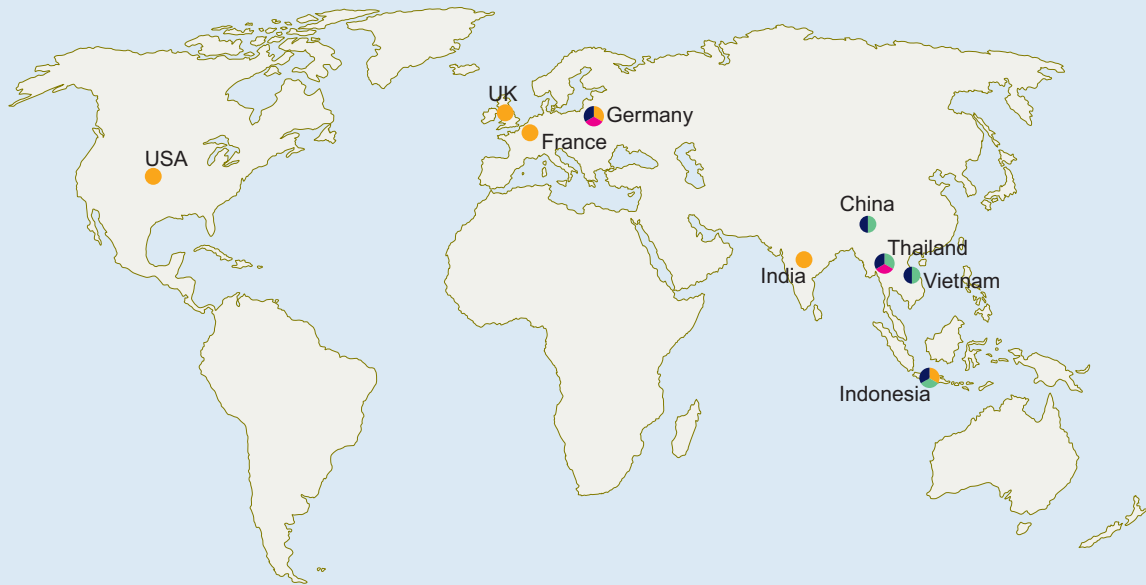 UK
Germany
France
USA
China
Thailand
India
Vietnam
Indonesia